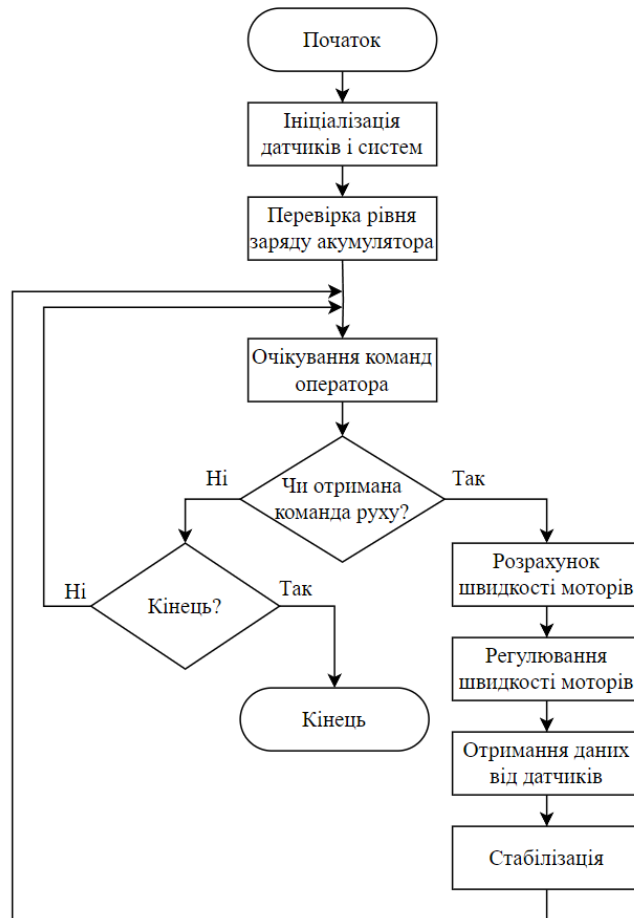 Початок
Ініціалізація
датчиків і систем
Перевірка рівня
заряду акумулятора
Очікування команд
оператора
Ні
Чи отримана
команда руху?
Так
Ні
Кінець?
Так
Розрахунок
швидкості моторів
Регулювання
швидкості моторів
Кінець
Отримання даних
від датчиків
Стабілізація